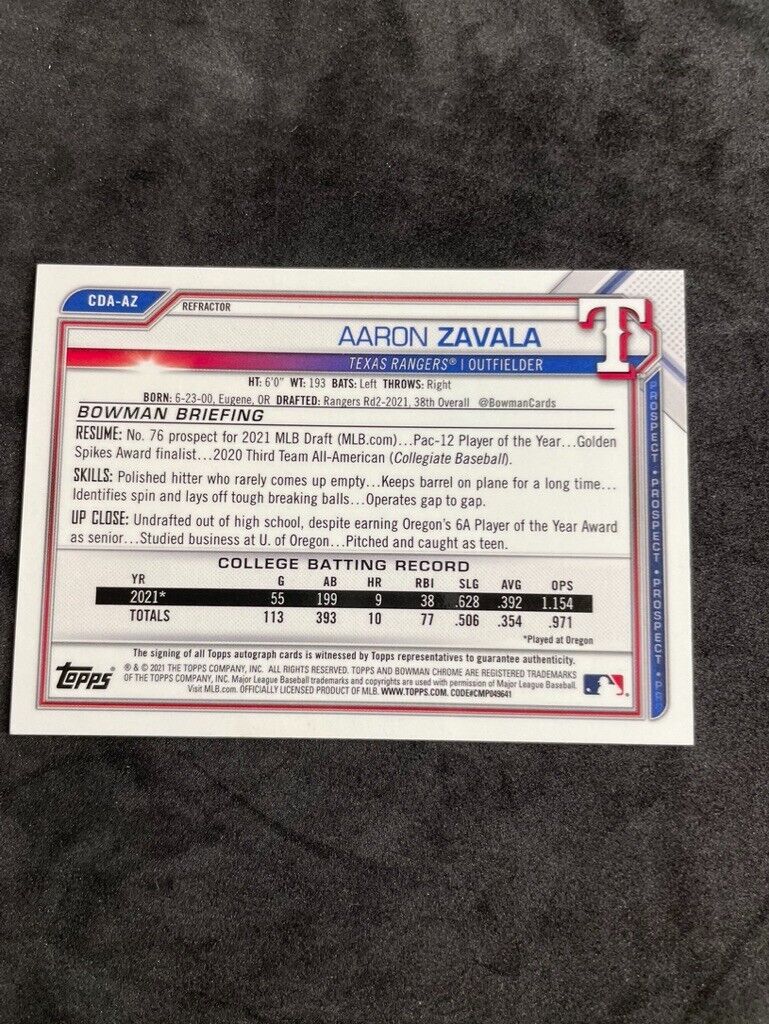 CDA-AZ
REFRACTOR
AARON ZAVALA
T
TEXAS RANGERS® | OUTFIELDER
HT: 6'0" WT: 193 BATS: Left THROWS: Right
BORN: 6-23-00, Eugene, OR DRAFTED: Rangers Rd2-2021, 38th Overall @BowmanCards
BOWMAN BRIEFING
RESUME: No. 76 prospect for 2021 MLB Draft (MLB.com)...Pac-12 Player of the Year...Golden
Spikes Award finalist...2020 Third Team All-American (Collegiate Baseball).
SKILLS: Polished hitter who rarely comes up empty...Keeps barrel on plane for a long time...
Identifies spin and lays off tough breaking balls...Operates gap to gap.
UP CLOSE: Undrafted out of high school, despite earning Oregon's 6A Player of the Year Award
as senior...Studied business at U. of Oregon...Pitched and caught as teen.
COLLEGE BATTING RECORD
YR G AB HR RBI SLG AVG OPS
2021* 55 199 9 38 .628 .392 1.154
TOTALS 113 393 10 77 .506 .354 .971
*Played at Oregon
The signing of all Topps autograph cards is witnessed by Topps representatives to guarantee authenticity.
® & © 2021 THE TOPPS COMPANY, INC. ALL RIGHTS RESERVED. TOPPS AND BOWMAN CHROME ARE REGISTERED TRADEMARKS
OF THE TOPPS COMPANY, INC. Major League Baseball trademarks and copyrights are used with permission of Major League Baseball.
Visit MLB.com. OFFICIALLY LICENSED PRODUCT OF MLB. WWW.TOPPS.COM. CODE#CMP049641
TOPPS®
PROSPECT • PROSPECT • PROSPECT • PR